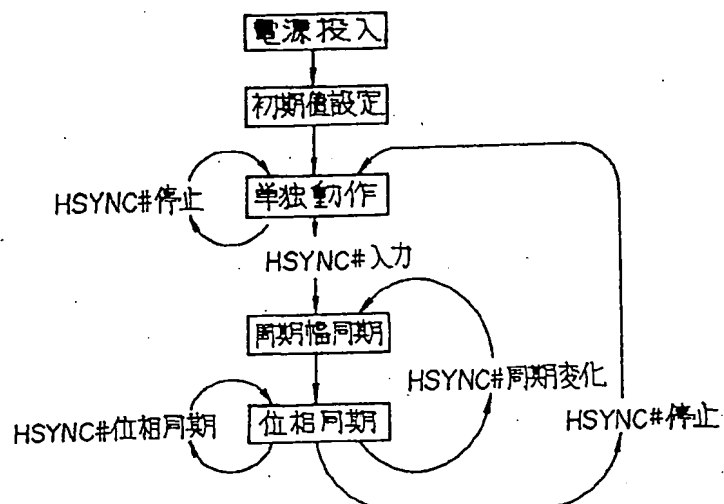 電源投入
初期値設定
単独動作
HSYNC#停止
HSYNC#入力
周期幅同期
HSYNC#周期変化
HSYNC#位相同期
位相同期
HSYNC#停止